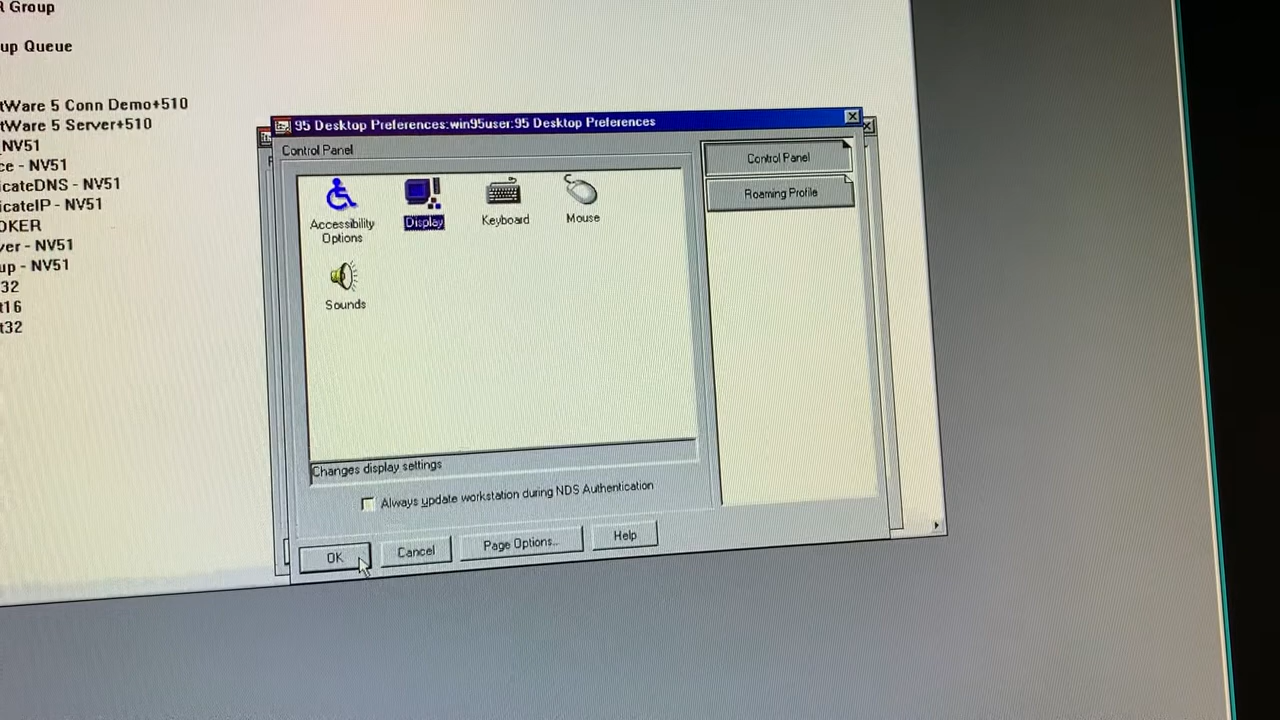 R Group
up Queue
tWare 5 Conn Demo+510
tWare 5 Server+510
NV51
ce - NV51
icateDNS - NV51
icateIP - NV51
OKER
ver - NV51
up - NV51
32
t16
t32
95 Desktop Preferences:win95user:95 Desktop Preferences
Control Panel
Accessibility
Options
Display
Keyboard
Mouse
Sounds
Changes display settings
Always update workstation during NDS Authentication
OK
Cancel
Page Options...
Help
Control Panel
Roaming Profile